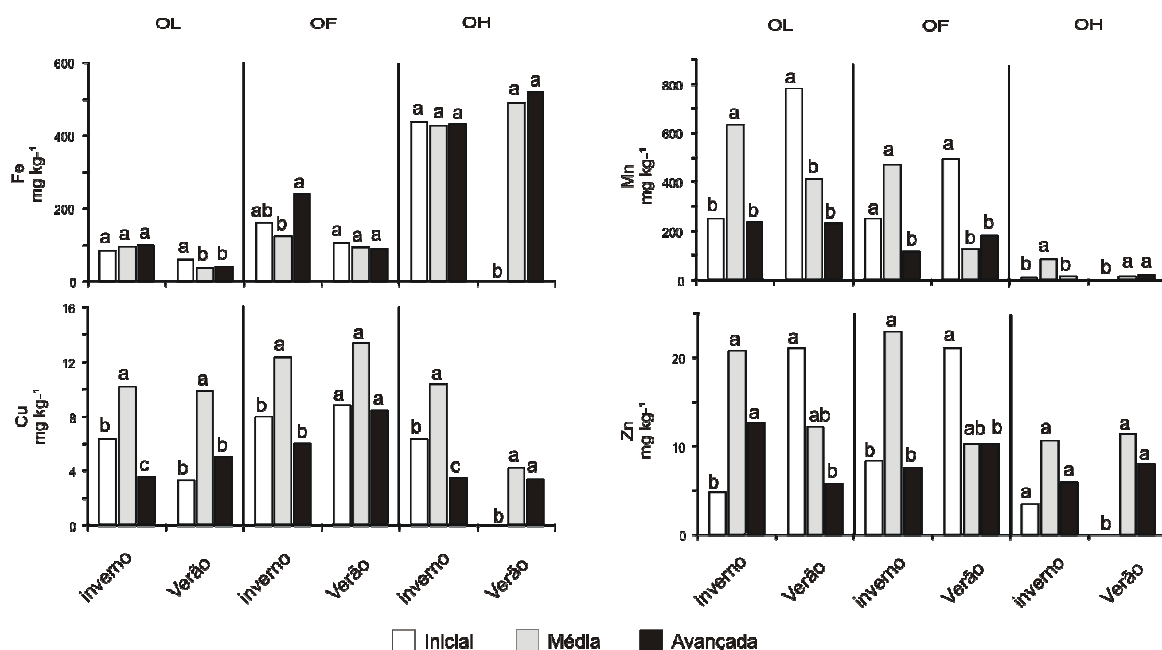 OL OF OH
600
400
200
0
Fe
mg kg-1
a a a
a b b
ab b a
a a a
a a a
b a a
16
12
8
4
0
Cu
mg kg-1
b a c
b a b
b a b
a a a
b a c
b a a
inverno Verão inverno Verão inverno Verão
OL OF OH
800
600
400
200
0
Mn
mg kg-1
b a b
a b b
a a b
a b b
b a b
b a a
20
10
0
Zn
mg kg-1
b a a
a ab b
b a b
a ab b
a a a
b a a
inverno Verão inverno Verão inverno Verão
Inicial Média Avançada